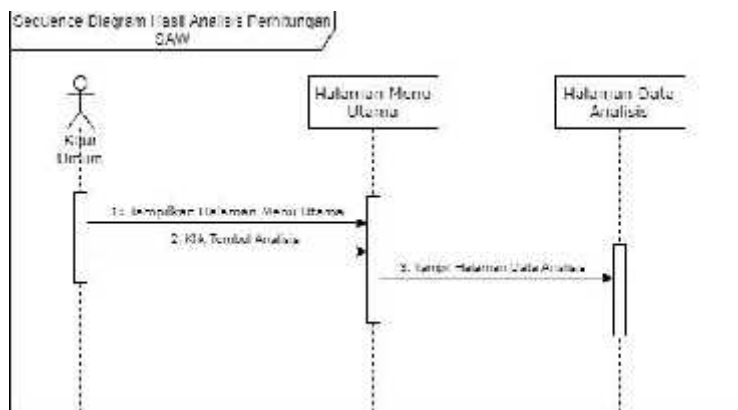 Sequence Diagram Hasil Analisis Perhitungan
SAW
Halaman Menu
Utama
Halaman Data
Analisis
Umum
1: Tampilkan Halaman Menu Utama
2. Klik Tombol Analisis
3. Tampil Halaman Data Analisis